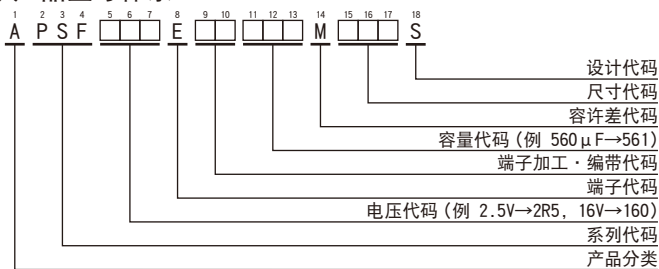 1 2 3 4 5 6 7 8 9 10 11 12 13 14 15 16 17 18
A P S F □□□ E □□ □□□ M □□□ S
设计代码
尺寸代码
容许差代码
容量代码 (例 560μF→561)
端子加工・编带代码
端子代码
电压代码 (例 2.5V→2R5, 16V→160)
系列代码
产品分类